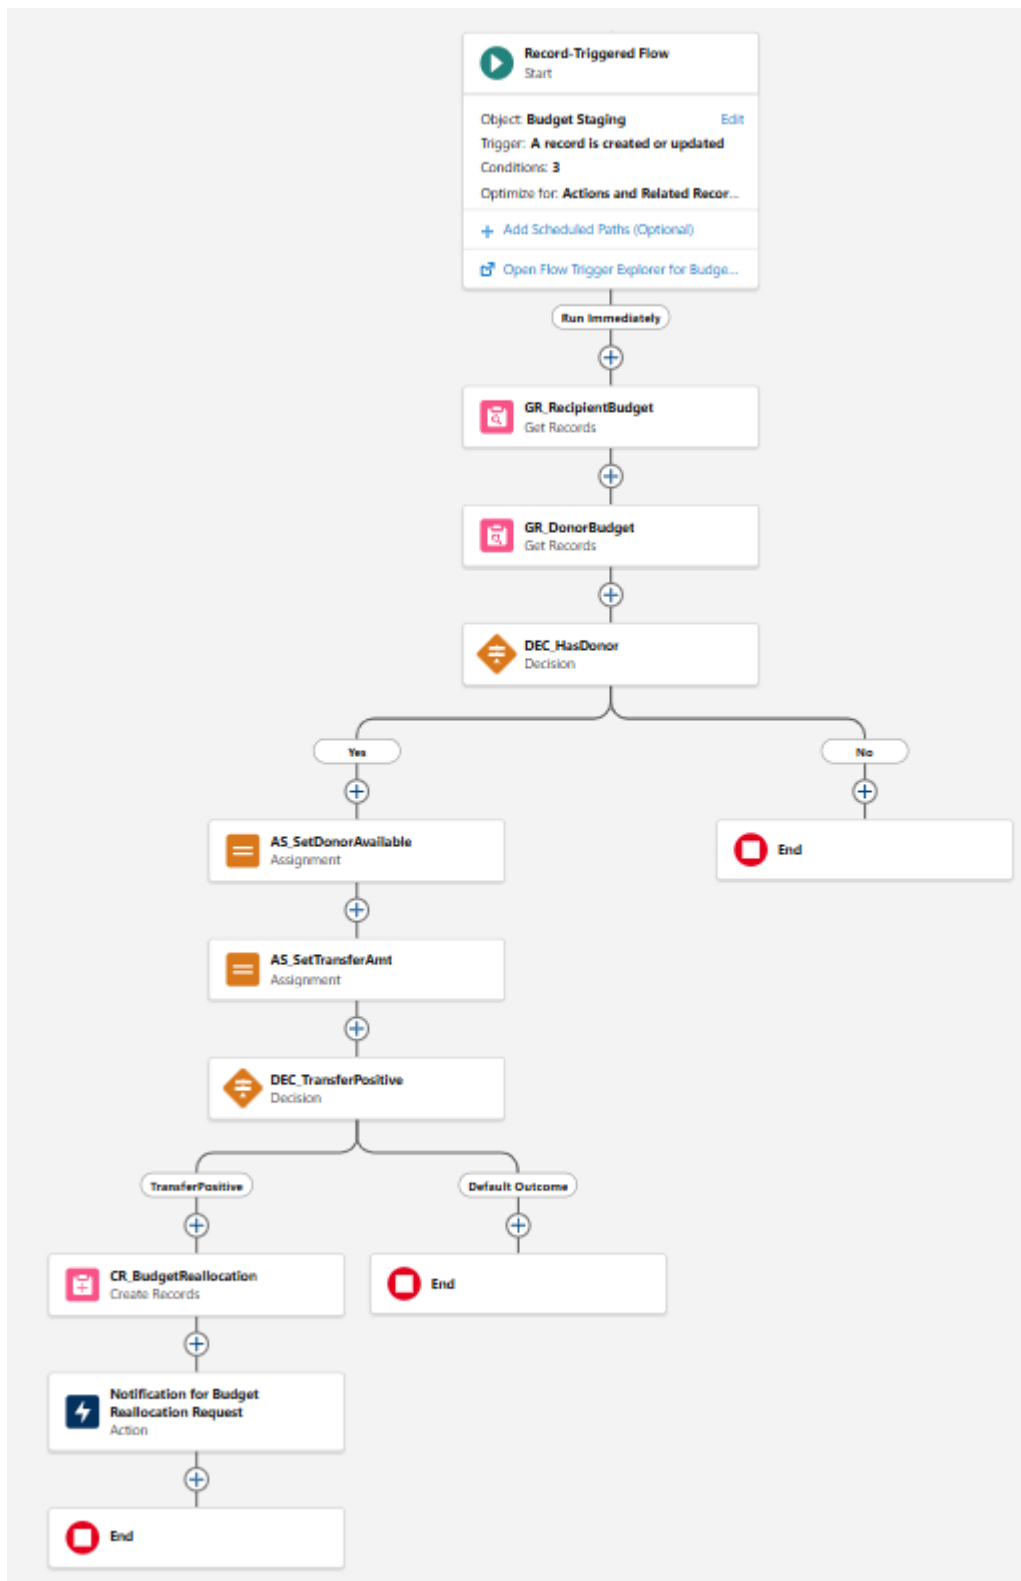 Record-Triggered Flow
Start
Object: Budget Staging
Edit
Trigger: A record is created or updated
Conditions: 3
Optimize for: Actions and Related Recor...
Add Scheduled Paths (Optional)
Open Flow Trigger Explorer for Budge...
Run Immediately
GR_RecipientBudget
Get Records
GR_DonorBudget
Get Records
DEC_HasDonor
Decision
Yes
No
AS_SetDonorAvailable
Assignment
End
AS_SetTransferAmt
Assignment
DEC_TransferPositive
Decision
TransferPositive
Default Outcome
CR_BudgetReallocation
Create Records
End
Notification for Budget
Reallocation Request
Action
End